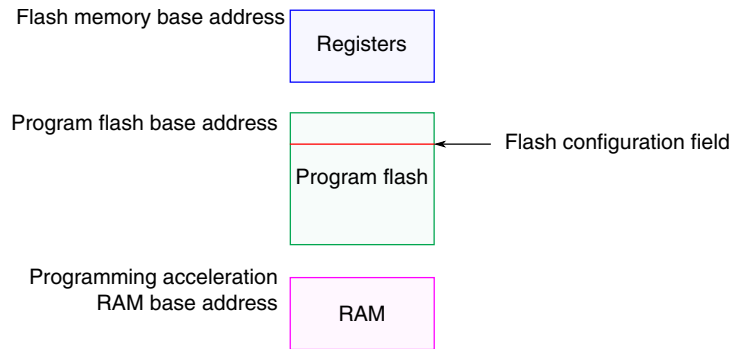 Flash memory base address
Registers
Program flash base address
Flash configuration field
Program flash
Programming acceleration
RAM base address
RAM